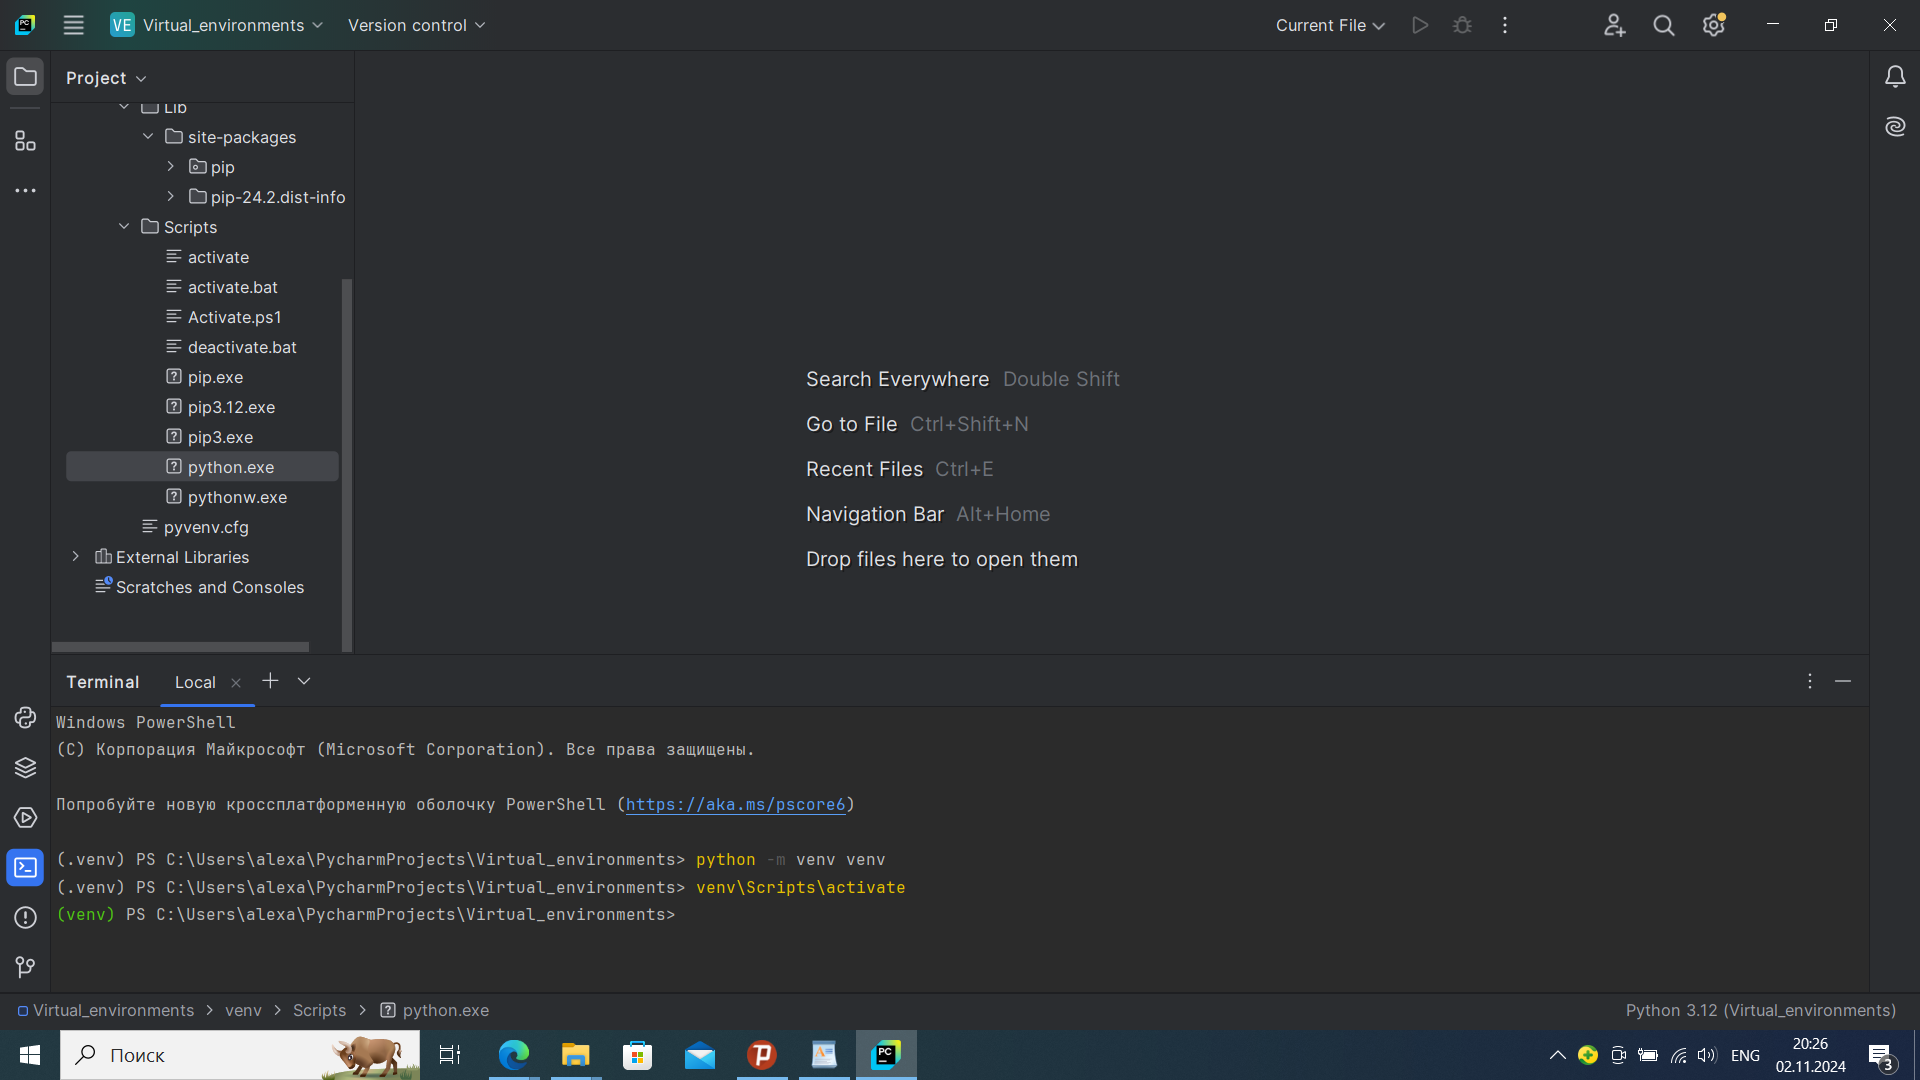 VE Virtual_environments Version control Current File
Project
Lib
site-packages
pip
pip-24.2.dist-info
Scripts
activate
activate.bat
Activate.ps1
deactivate.bat
pip.exe
pip3.12.exe
pip3.exe
python.exe
pythonw.exe
pyvenv.cfg
External Libraries
Scratches and Consoles
Search Everywhere Double Shift
Go to File Ctrl+Shift+N
Recent Files Ctrl+E
Navigation Bar Alt+Home
Drop files here to open them
Terminal Local
Windows PowerShell
(C) Корпорация Майкрософт (Microsoft Corporation). Все права защищены.
Попробуйте новую кроссплатформенную оболочку PowerShell (https://aka.ms/pscore6)
(.venv) PS C:\Users\alexa\PycharmProjects\Virtual_environments> python -m venv venv
(.venv) PS C:\Users\alexa\PycharmProjects\Virtual_environments> venv\Scripts\activate
(venv) PS C:\Users\alexa\PycharmProjects\Virtual_environments>
Virtual_environments > venv > Scripts > python.exe Python 3.12 (Virtual_environments)
Поиск PC ENG 20:26
02.11.2024 3